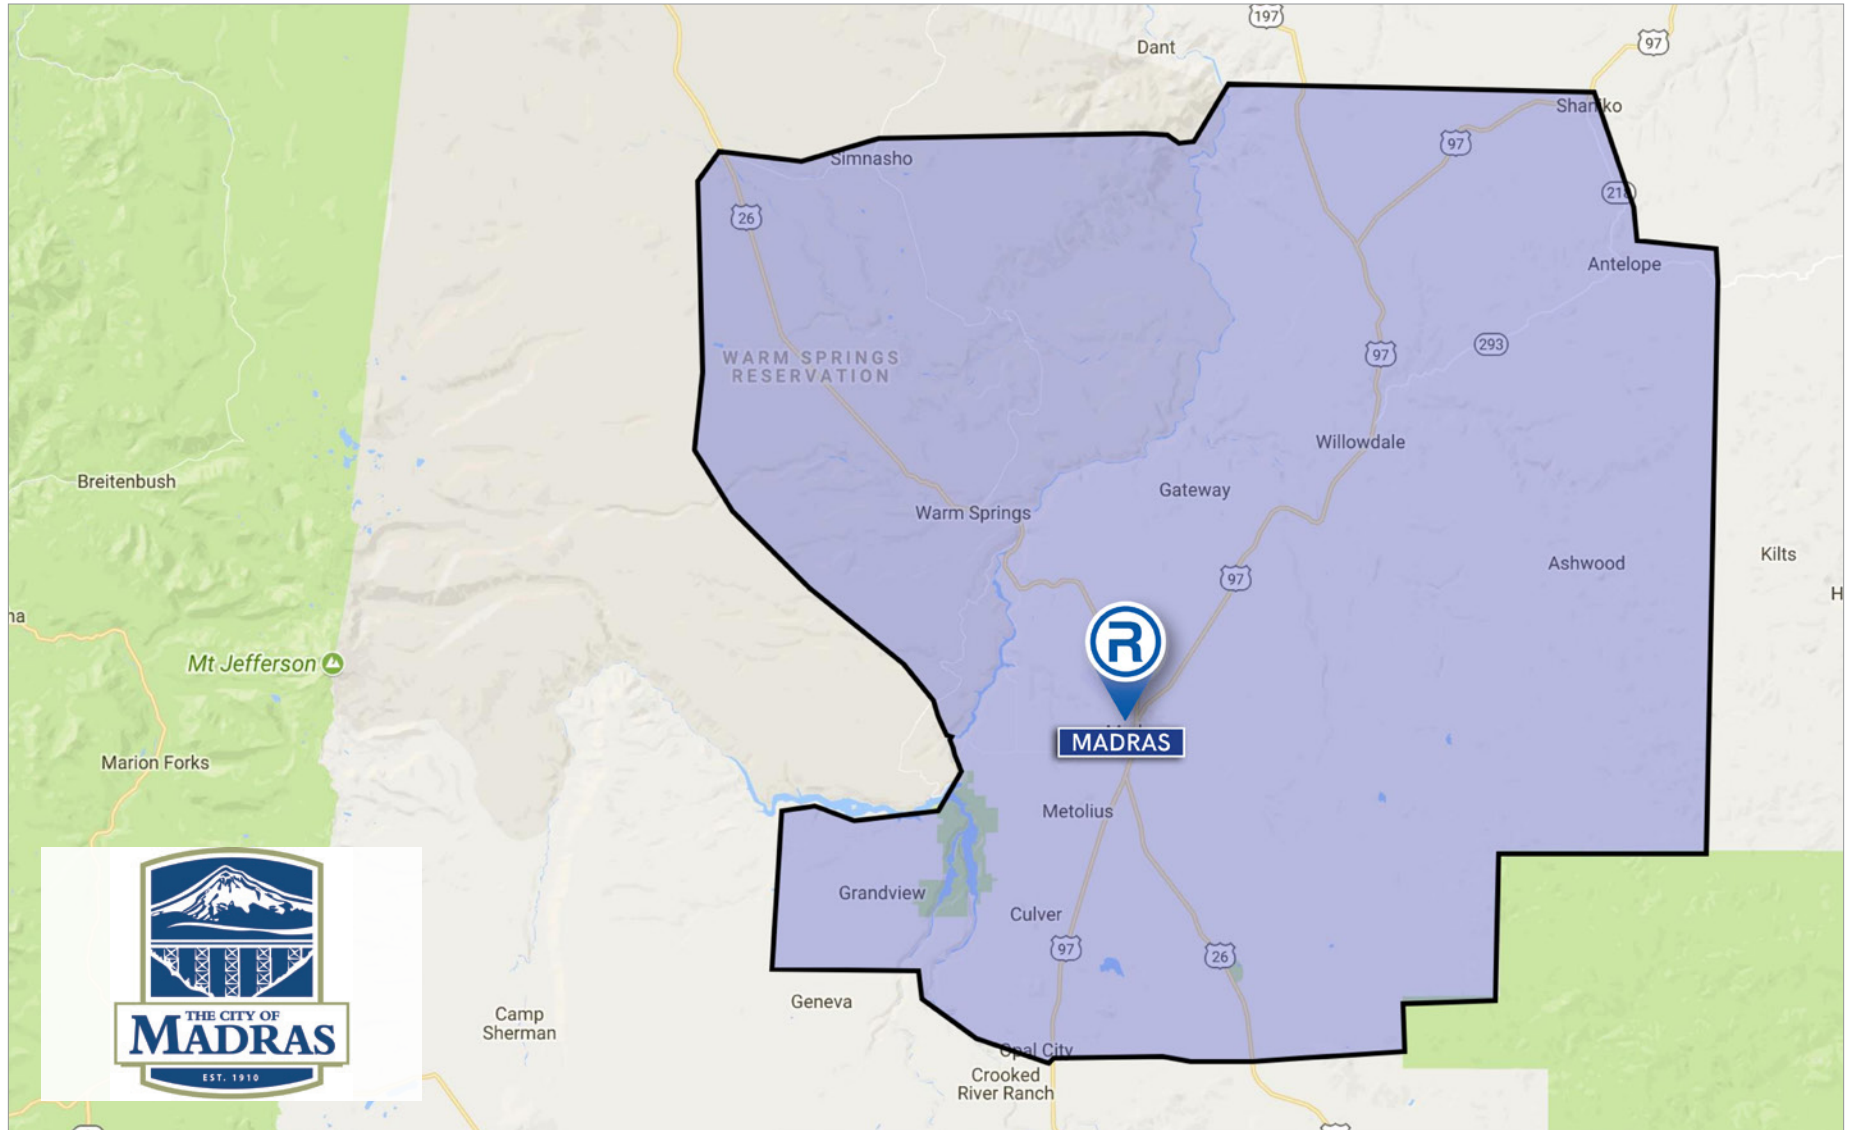 197
97
Dant
Shaniko
97
Simnasho
218
26
Antelope
293
97
WARM SPRINGS
RESERVATION
Willowdale
Breitenbush
Gateway
Warm Springs
Kilts
Ashwood
97
H
na
R
Mt Jefferson
MADRAS
Marion Forks
Metolius
Grandview
Culver
97
26
Geneva
Camp
Sherman
Opal City
Crooked
River Ranch
THE CITY OF
MADRAS
EST. 1910